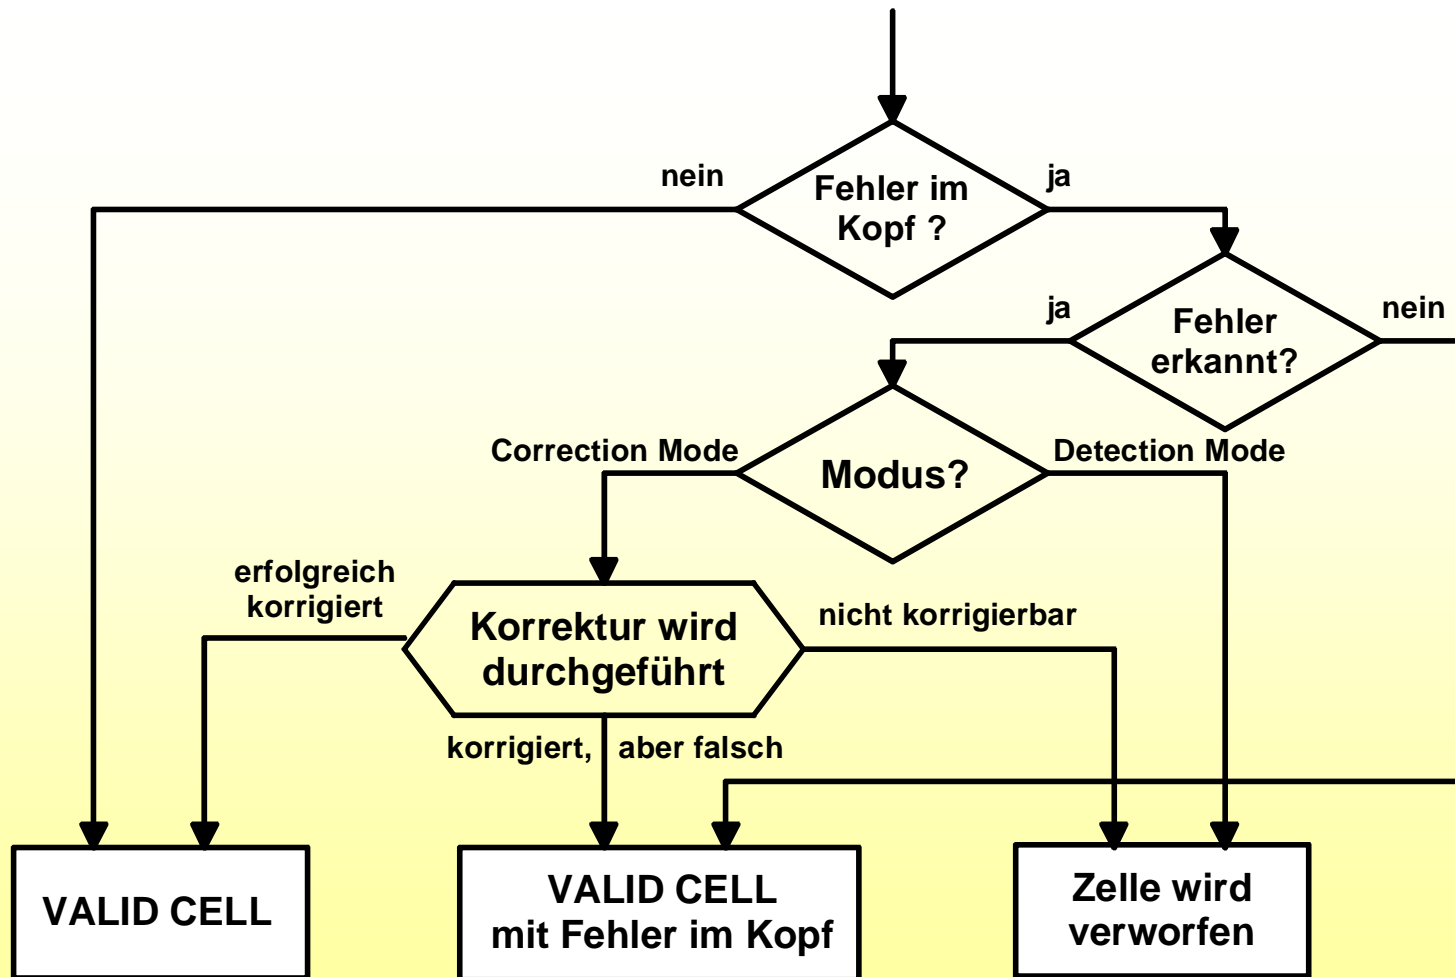 nein
Fehler im
Kopf ?
ja
ja
Fehler
erkannt?
nein
Correction Mode
Modus?
Detection Mode
erfolgreich
korrigiert
Korrektur wird
durchgeführt
nicht korrigierbar
korrigiert, aber falsch
VALID CELL
VALID CELL
mit Fehler im Kopf
Zelle wird
verworfen